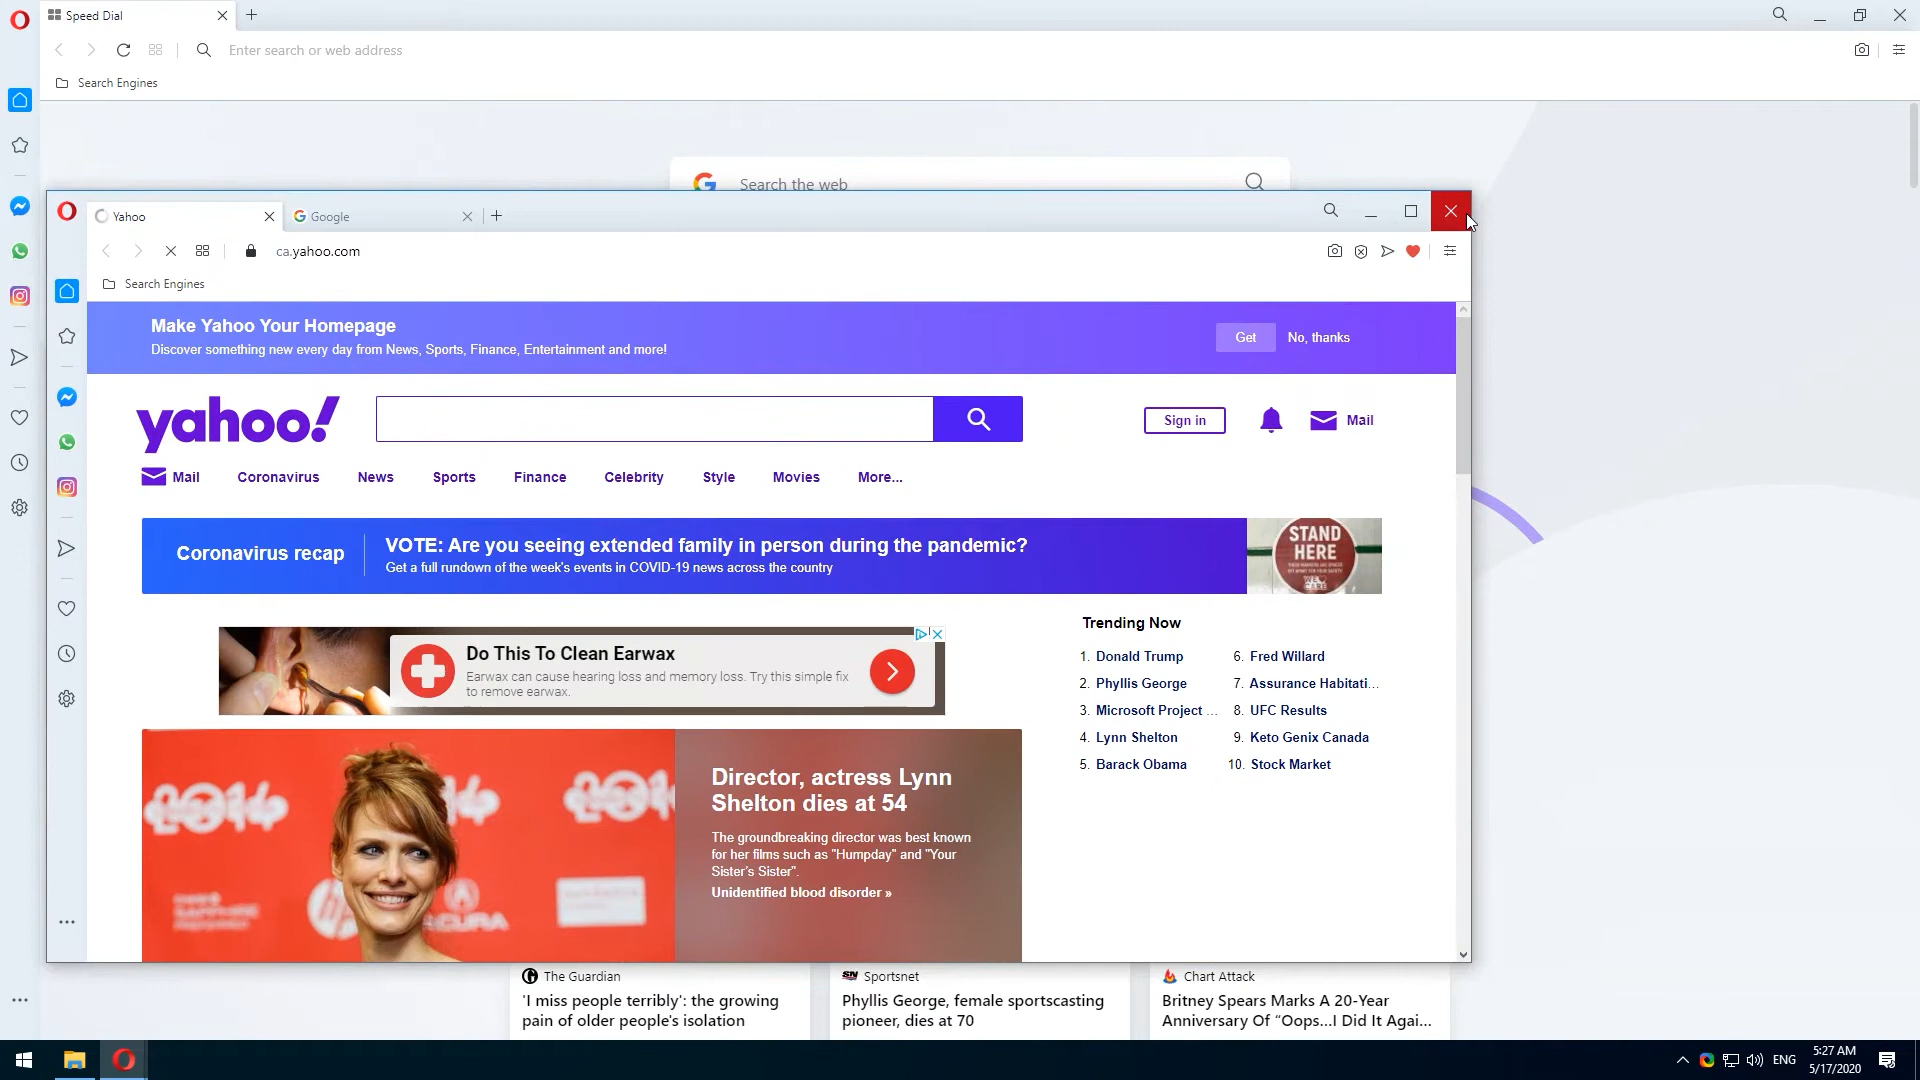 Speed Dial
Enter search or web address
Search Engines
Search the web
Yahoo
Google
ca.yahoo.com
Search Engines
Make Yahoo Your Homepage
Discover something new every day from News, Sports, Finance, Entertainment and more!
Get
No, thanks
yahoo!
Sign in
Mail
Mail
Coronavirus
News
Sports
Finance
Celebrity
Style
Movies
More...
Coronavirus recap
VOTE: Are you seeing extended family in person during the pandemic?
Get a full rundown of the week's events in COVID-19 news across the country
STAND
HERE
Do This To Clean Earwax
Earwax can cause hearing loss and memory loss. Try this simple fix
to remove earwax.
Trending Now
1. Donald Trump
2. Phyllis George
3. Microsoft Project ...
4. Lynn Shelton
5. Barack Obama
6. Fred Willard
7. Assurance Habitati...
8. UFC Results
9. Keto Genix Canada
10. Stock Market
Director, actress Lynn
Shelton dies at 54
The groundbreaking director was best known
for her films such as "Humpday" and "Your
Sister's Sister".
Unidentified blood disorder »
ACURA
The Guardian
'I miss people terribly': the growing
pain of older people's isolation
SN Sportsnet
Phyllis George, female sportscasting
pioneer, dies at 70
Chart Attack
Britney Spears Marks A 20-Year
Anniversary Of “Oops…I Did It Agai...
ENG
5:27 AM
5/17/2020